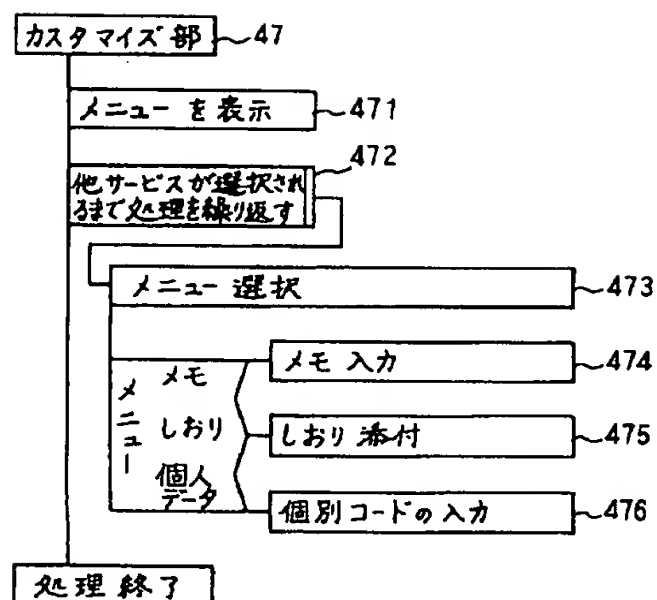 カスタマイズ部 47
メニューを表示 471
他サービスが選択され 472
るまで処理を繰り返す
メニュー選択 473
メニュー
メモ
メモ入力 474
しおり
しおり添付 475
個人
データ
個別コードの入力 476
処理終了